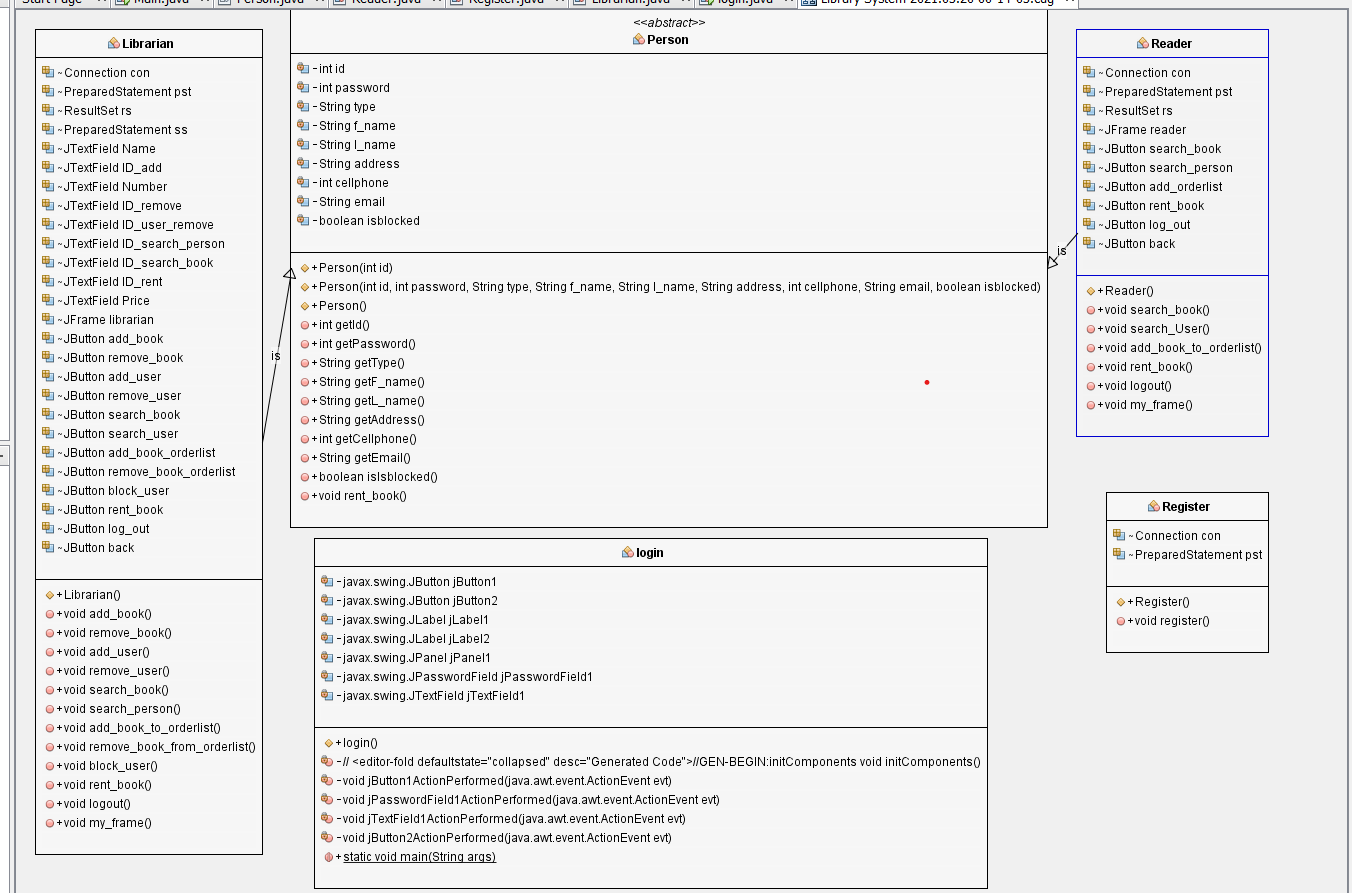 Start Page
Main.java
Person.java
Reader.java
Register.java
Librarian.java
login.java
Librarian
~Connection con
~PreparedStatement pst
~ResultSet rs
~PreparedStatement ss
~JTextField Name
~JTextField ID_add
~JTextField Number
~JTextField ID_remove
~JTextField ID_user_remove
~JTextField ID_search_person
~JTextField ID_search_book
~JTextField ID_rent
~JTextField Price
~JFrame librarian
~JButton add_book
~JButton remove_book
~JButton add_user
~JButton remove_user
~JButton search_book
~JButton search_user
~JButton add_book_orderlist
~JButton remove_book_orderlist
~JButton block_user
~JButton rent_book
~JButton log_out
~JButton back
+Librarian()
+void add_book()
+void remove_book()
+void add_user()
+void remove_user()
+void search_book()
+void search_person()
+void add_book_to_orderlist()
+void remove_book_from_orderlist()
+void block_user()
+void rent_book()
+void logout()
+void my_frame()
is
<<abstract>>
Person
-int id
-int password
-String type
-String f_name
-String l_name
-String address
-int cellphone
-String email
-boolean isblocked
+Person(int id)
+Person(int id, int password, String type, String f_name, String l_name, String address, int cellphone, String email, boolean isblocked)
+Person()
+int getId()
+int getPassword()
+String getType()
+String getF_name()
+String getL_name()
+String getAddress()
+int getCellphone()
+String getEmail()
+boolean isIsblocked()
+void rent_book()
is
Reader
~Connection con
~PreparedStatement pst
~ResultSet rs
~JFrame reader
~JButton search_book
~JButton search_person
~JButton add_orderlist
~JButton rent_book
~JButton log_out
~JButton back
+Reader()
+void search_book()
+void search_User()
+void add_book_to_orderlist()
+void rent_book()
+void logout()
+void my_frame()
login
-javax.swing.JButton jButton1
-javax.swing.JButton jButton2
-javax.swing.JLabel jLabel1
-javax.swing.JLabel jLabel2
-javax.swing.JPanel jPanel1
-javax.swing.JPasswordField jPasswordField1
-javax.swing.JTextField jTextField1
+login()
-// <editor-fold defaultstate="collapsed" desc="Generated Code">//GEN-BEGIN:initComponents void initComponents()
-void jButton1ActionPerformed(java.awt.event.ActionEvent evt)
-void jPasswordField1ActionPerformed(java.awt.event.ActionEvent evt)
-void jTextField1ActionPerformed(java.awt.event.ActionEvent evt)
-void jButton2ActionPerformed(java.awt.event.ActionEvent evt)
+static void main(String args)
Register
~Connection con
~PreparedStatement pst
+Register()
+void register()